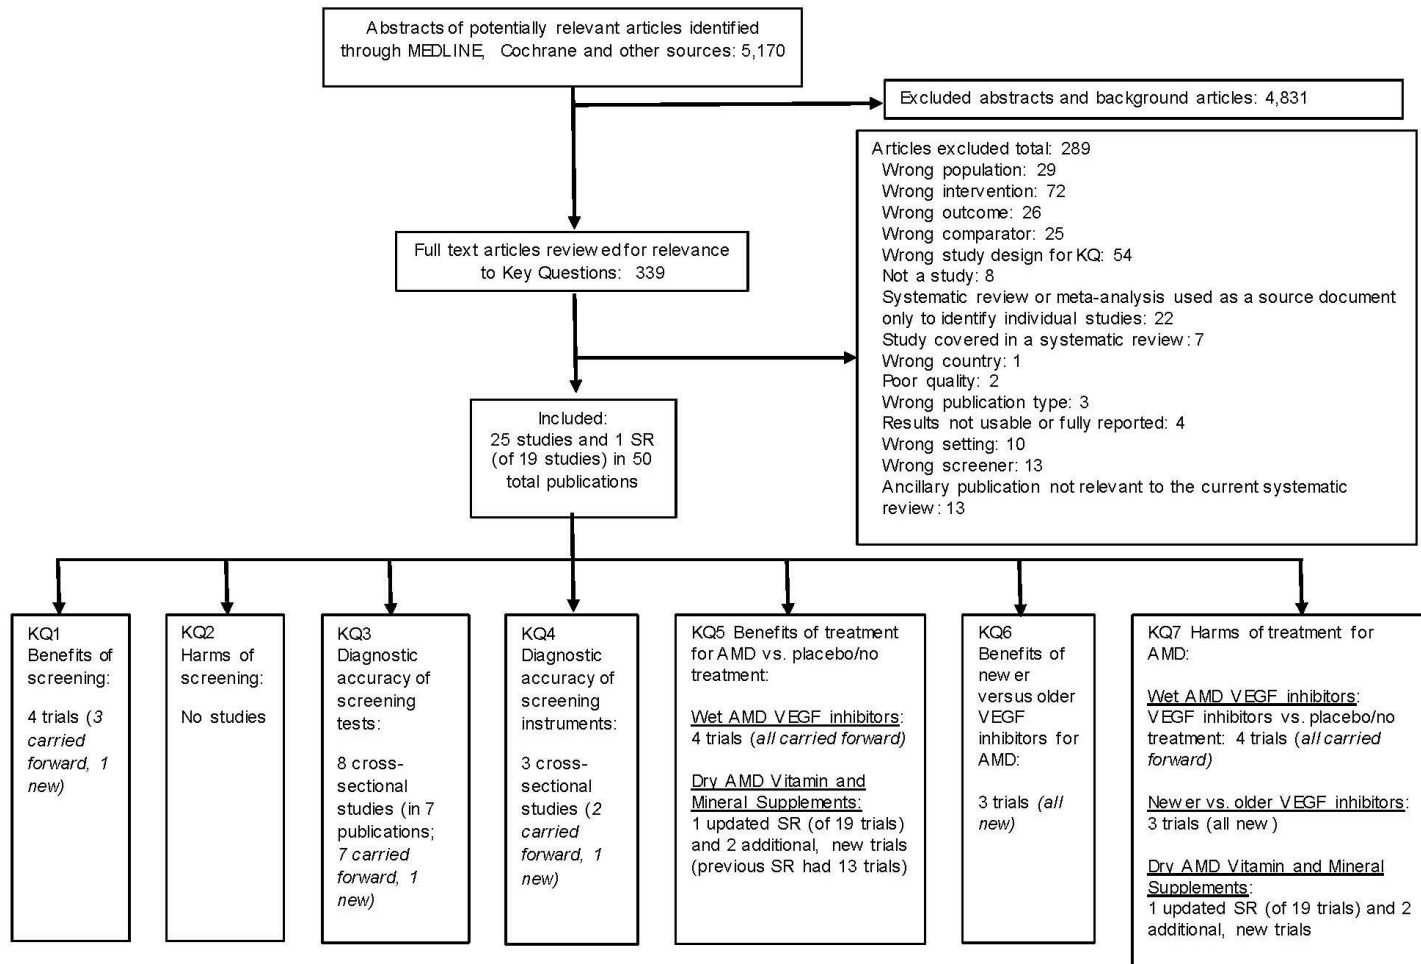 Abstracts of potentially relevant articles identified
through MEDLINE, Cochrane and other sources: 5,170
Excluded abstracts and background articles: 4,831
Articles excluded total: 289
Wrong population: 29
Wrong intervention: 72
Wrong outcome: 26
Wrong comparator: 25
Wrong study design for KQ: 54
Not a study: 8
Systematic review or meta-analysis used as a source document
only to identify individual studies: 22
Study covered in a systematic review: 7
Wrong country: 1
Poor quality: 2
Wrong publication type: 3
Results not usable or fully reported: 4
Wrong setting: 10
Wrong screener: 13
Ancillary publication not relevant to the current systematic
review: 13
Full text articles reviewed for relevance
to Key Questions: 339
Included:
25 studies and 1 SR
(of 19 studies) in 50
total publications
KQ1
Benefits of
screening:
4 trials (3
carried
forward, 1
new)
KQ2
Harms of
screening:
No studies
KQ3
Diagnostic
accuracy of
screening
tests:
8 cross-
sectional
studies (in 7
publications;
7 carried
forward, 1
new)
KQ4
Diagnostic
accuracy of
screening
instruments:
3 cross-
sectional
studies (2
carried
forward, 1
new)
KQ5 Benefits of treatment
for AMD vs. placebo/no
treatment:
Wet AMD VEGF inhibitors:
4 trials (all carried forward)
Dry AMD Vitamin and
Mineral Supplements:
1 updated SR (of 19 trials)
and 2 additional, new trials
(previous SR had 13 trials)
KQ6
Benefits of
newer
versus older
VEGF
inhibitors for
AMD:
3 trials (all
new)
KQ7 Harms of treatment for
AMD:
Wet AMD VEGF inhibitors:
VEGF inhibitors vs. placebo/no
treatment: 4 trials (all carried
forward)
Newer vs. older VEGF inhibitors:
3 trials (all new)
Dry AMD Vitamin and Mineral
Supplements:
1 updated SR (of 19 trials) and 2
additional, new trials